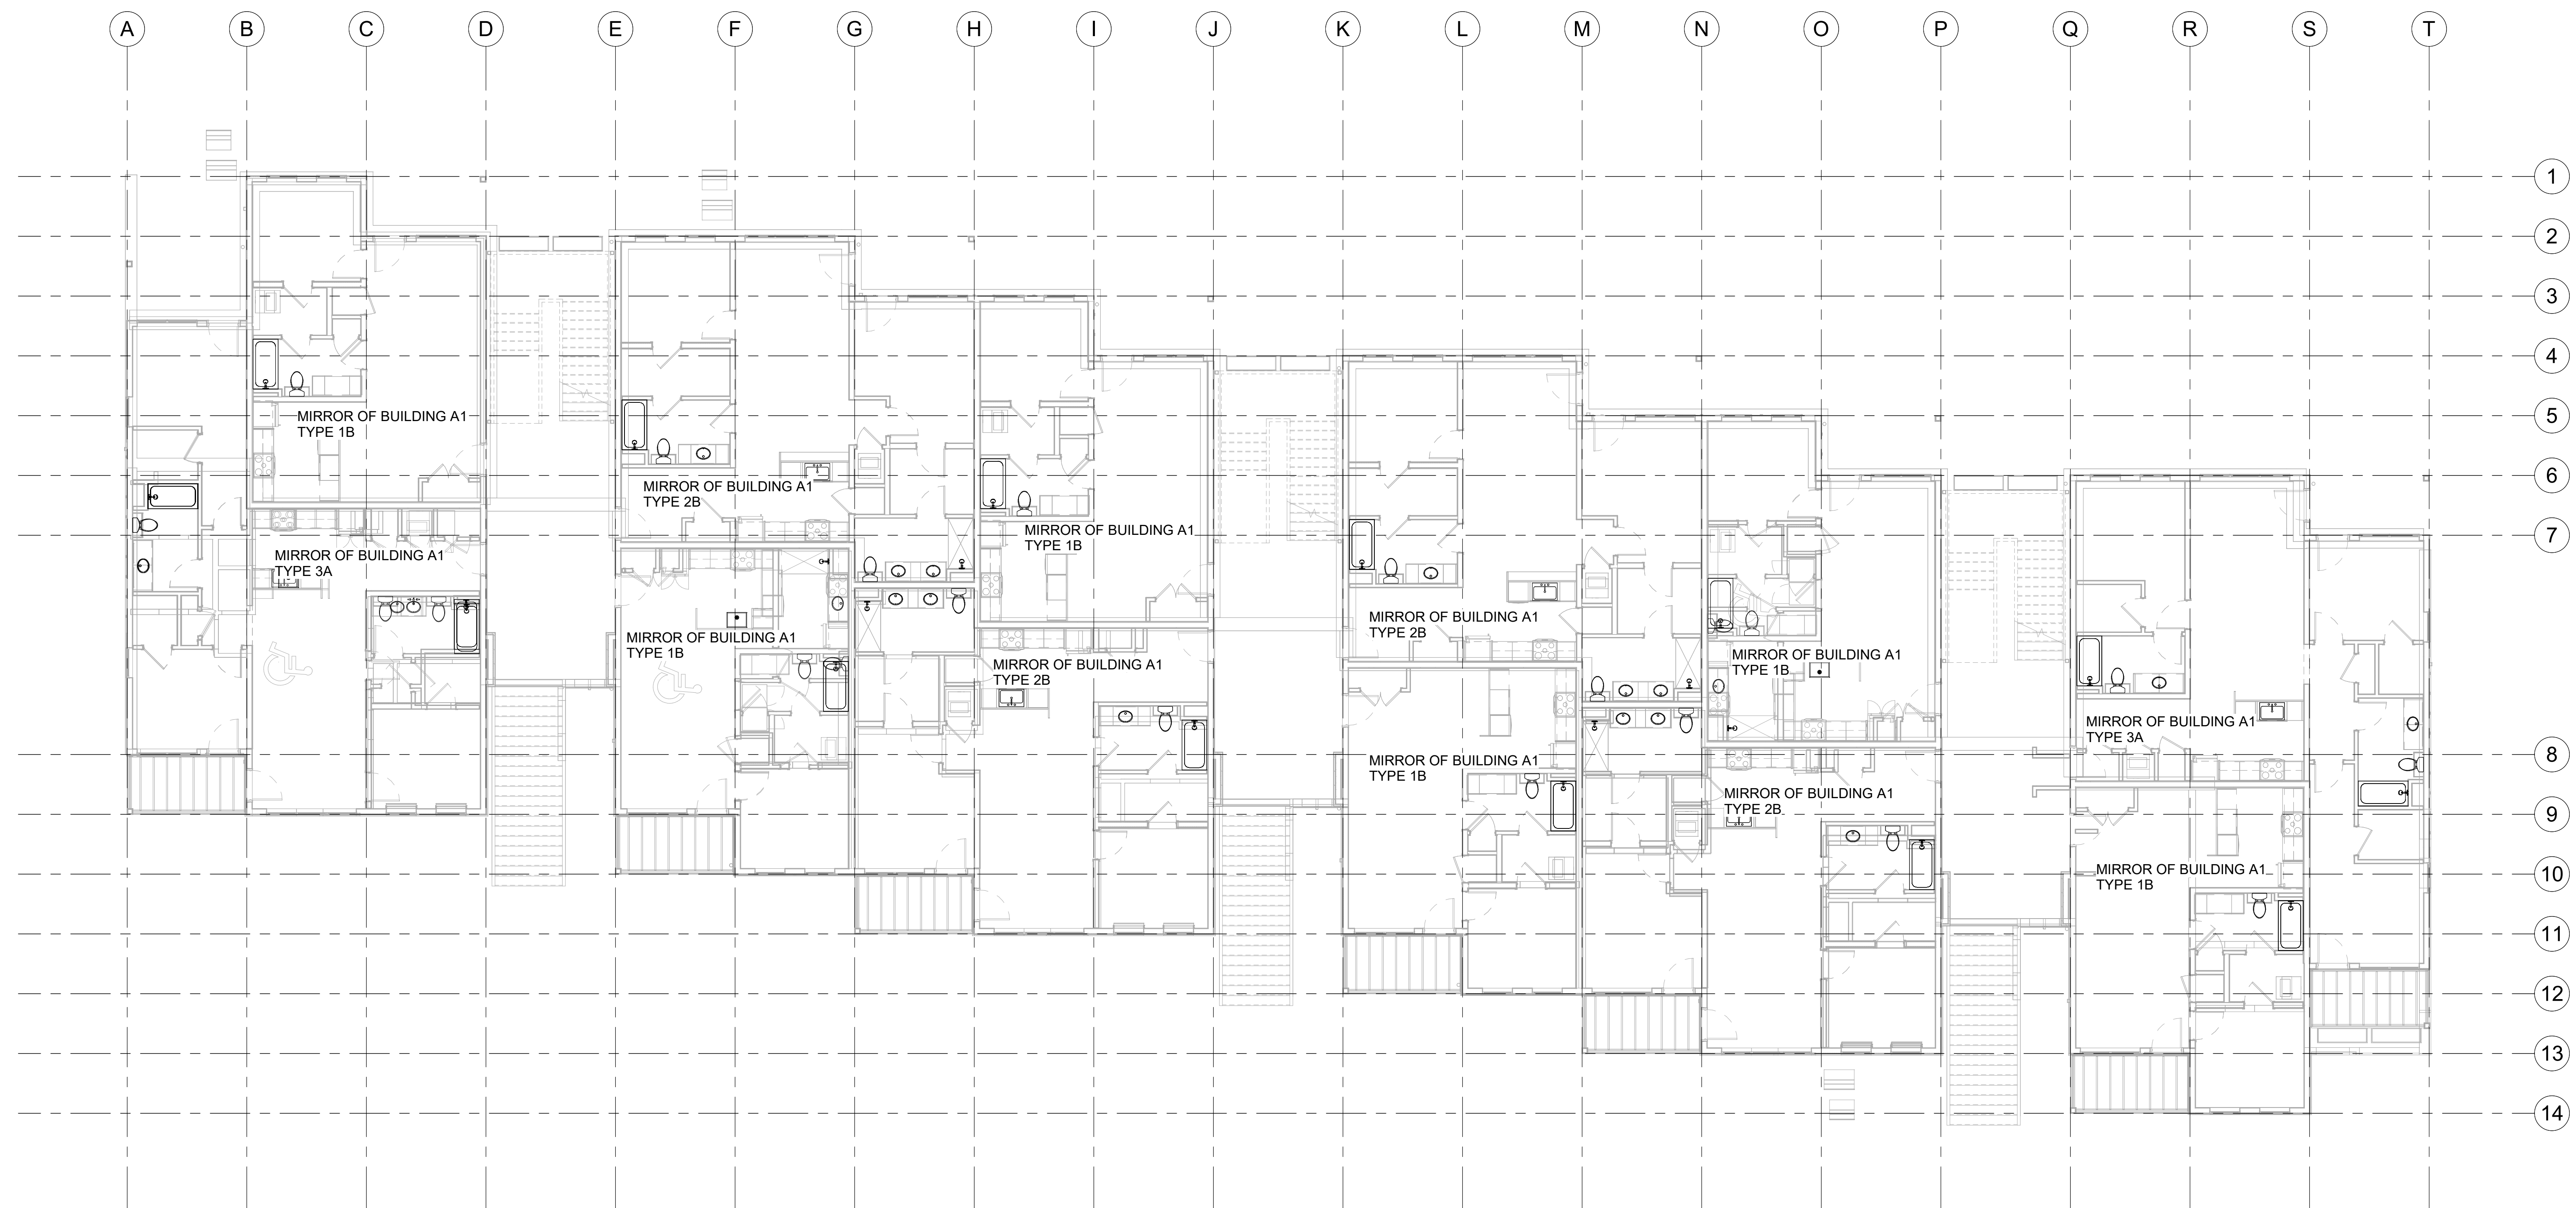 A B C D E F G H I J K L M N O P Q R S T
1
2
3
4
5
MIRROR OF BUILDING A1
TYPE 1B
6
MIRROR OF BUILDING A1
TYPE 2B
7
MIRROR OF BUILDING A1
TYPE 1B
MIRROR OF BUILDING A1
TYPE 3A
MIRROR OF BUILDING A1
TYPE 2B
MIRROR OF BUILDING A1
TYPE 1B
MIRROR OF BUILDING A1
TYPE 1B
MIRROR OF BUILDING A1
TYPE 2B
MIRROR OF BUILDING A1
TYPE 3A
8
MIRROR OF BUILDING A1
TYPE 1B
MIRROR OF BUILDING A1
TYPE 2B
9
MIRROR OF BUILDING A1
TYPE 1B
10
11
12
13
14